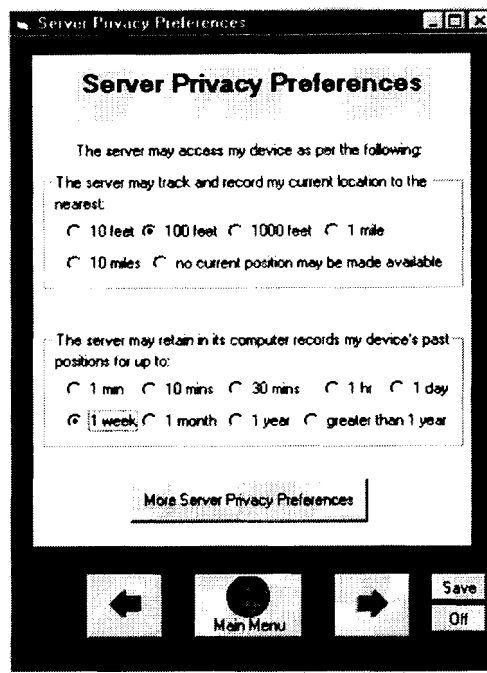 Server Privacy Preferences
Server Privacy Preferences
The server may access my device as per the following:
The server may track and record my current location to the
nearest:
10 feet 100 feet 1000 feet 1 mile
10 miles no current position may be made available
The server may retain in its computer records my device's past
positions for up to:
1 min 10 mins 30 mins 1 hr 1 day
1 week 1 month 1 year greater than 1 year
More Server Privacy Preferences
Save
Main Menu Off